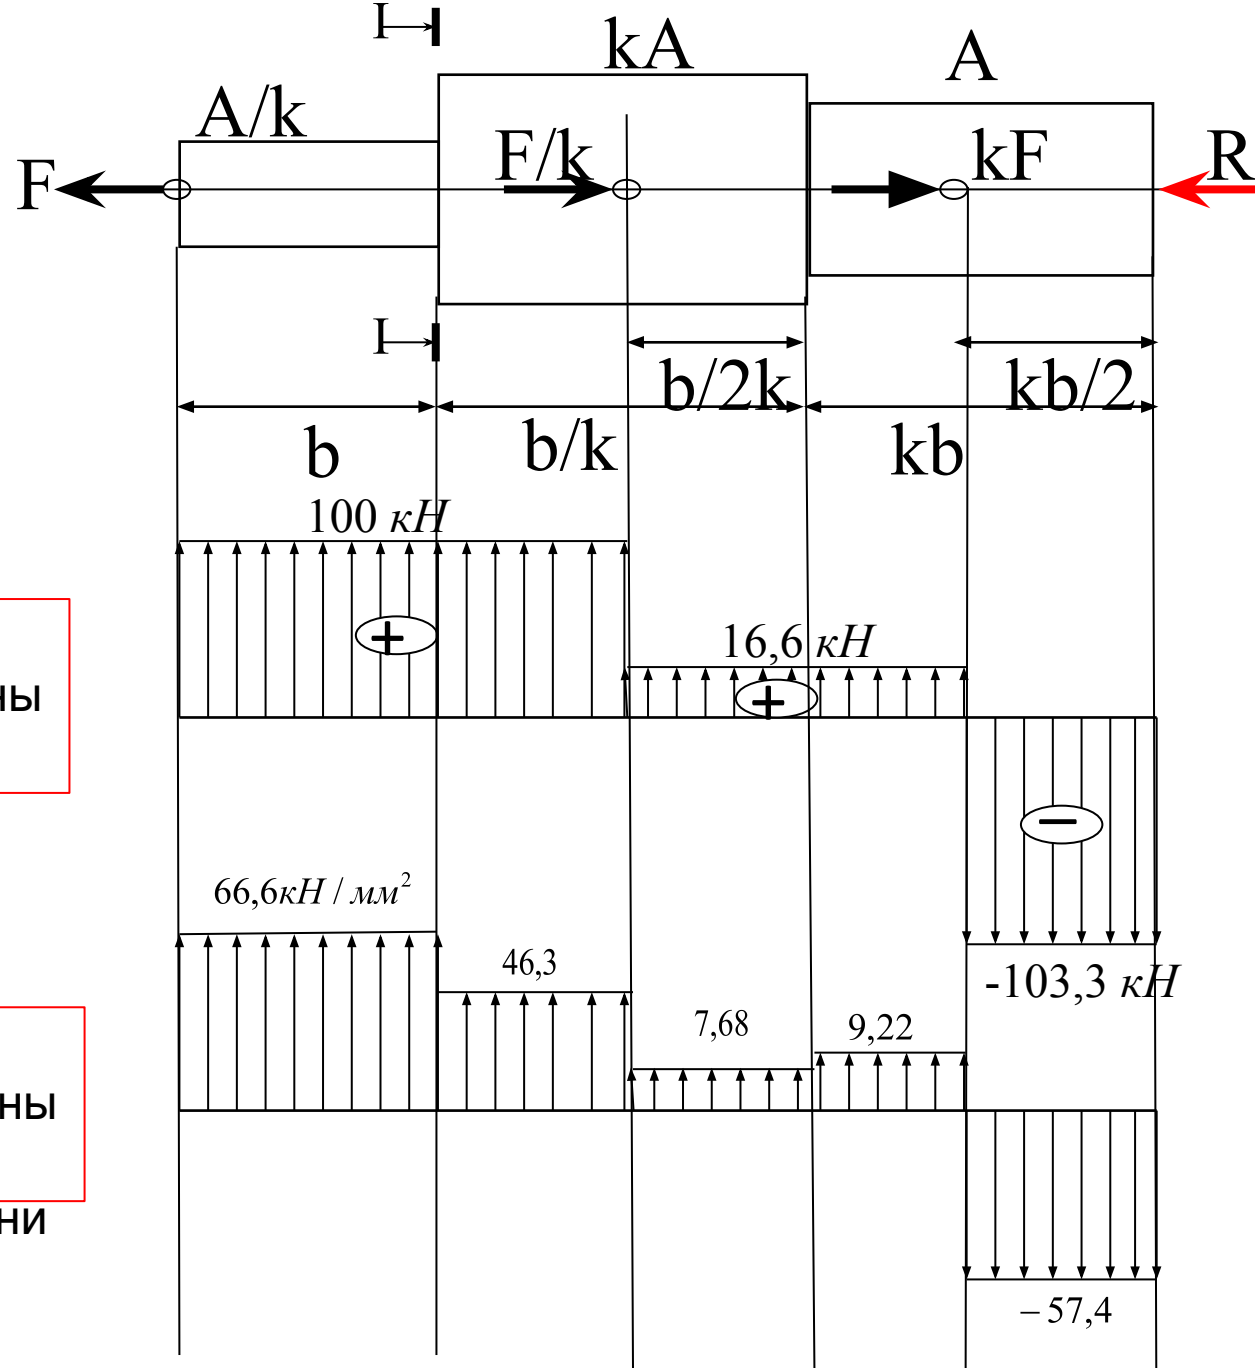 I
kA
A
A/k
F
F/k
kF
R
I
b/2k
kb/2
b
b/k
kb
100 кН
+
16,6 кН
ны
+
–
66,6кН / мм²
46,3
-103,3 кН
7,68
9,22
ны
ни
– 57,4